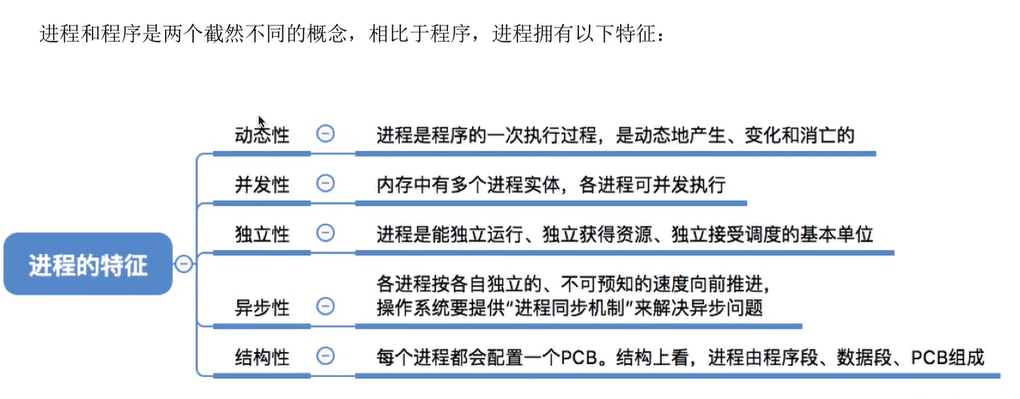 进程和程序是两个截然不同的概念，相比于程序，进程拥有以下特征：
进程的特征
动态性
进程是程序的一次执行过程，是动态地产生、变化和消亡的
并发性
内存中有多个进程实体，各进程可并发执行
独立性
进程是能独立运行、独立获得资源、独立接受调度的基本单位
异步性
各进程按各自独立的、不可预知的速度向前推进，
操作系统要提供“进程同步机制”来解决异步问题
结构性
每个进程都会配置一个PCB。结构上看，进程由程序段、数据段、PCB组成